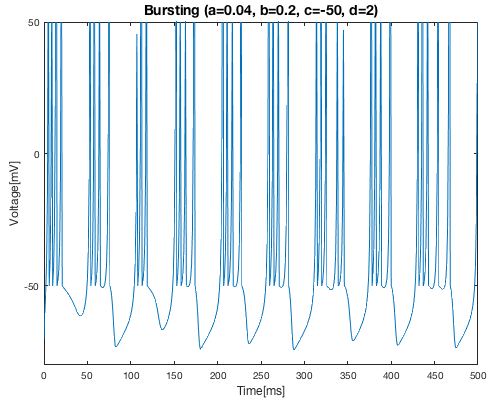 Bursting (a=0.04, b=0.2, c=-50, d=2)
50
0
-50
Voltage[mV]
0 50 100 150 200 250 300 350 400 450 500
Time[ms]